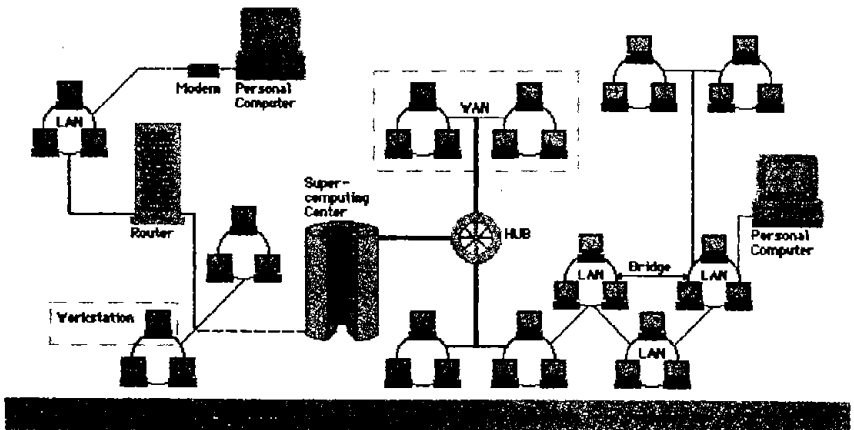 Modem
Personal
Computer
LAN
Router
WAN
Super-
computing
Center
HUB
Workstation
LAN
Bridge
LAN
LAN
Personal
Computer